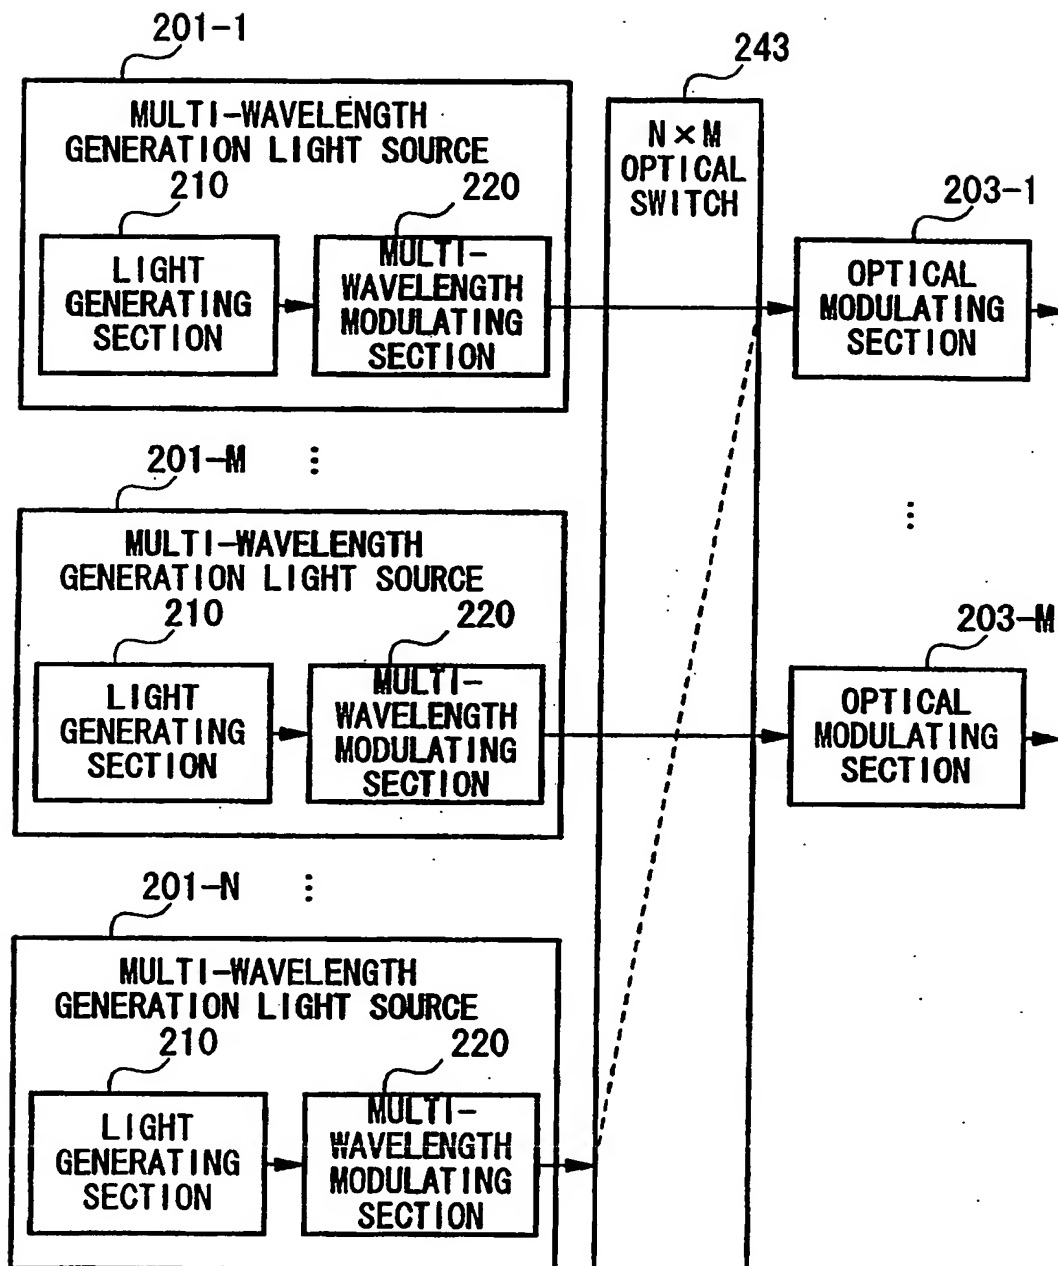 201-1
243
MULTI-WAVELENGTH
GENERATION LIGHT SOURCE
210
220
N×M
OPTICAL
SWITCH
203-1
LIGHT
GENERATING
SECTION
MULTI-
WAVELENGTH
MODULATING
SECTION
OPTICAL
MODULATING
SECTION
201-M
MULTI-WAVELENGTH
GENERATION LIGHT SOURCE
210
220
203-M
LIGHT
GENERATING
SECTION
MULTI-
WAVELENGTH
MODULATING
SECTION
OPTICAL
MODULATING
SECTION
201-N
MULTI-WAVELENGTH
GENERATION LIGHT SOURCE
210
220
LIGHT
GENERATING
SECTION
MULTI-
WAVELENGTH
MODULATING
SECTION